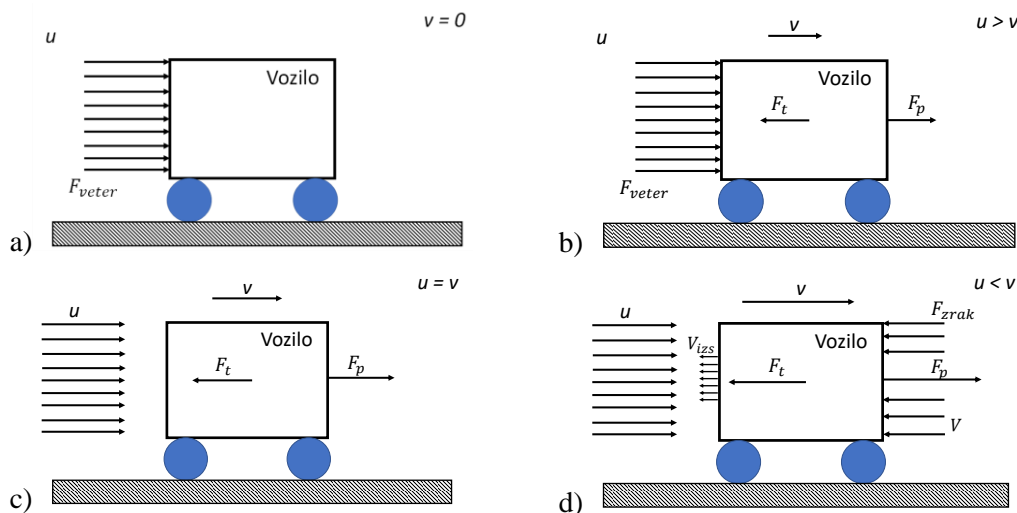 v = 0
u
Vozilo
F_veter
a)
u > v
v
u
Vozilo
F_t
F_p
F_veter
b)
u = v
v
u
Vozilo
F_t
F_p
c)
u < v
v
u
F_zrak
Vozilo
V_izs
F_t
F_p
V
d)